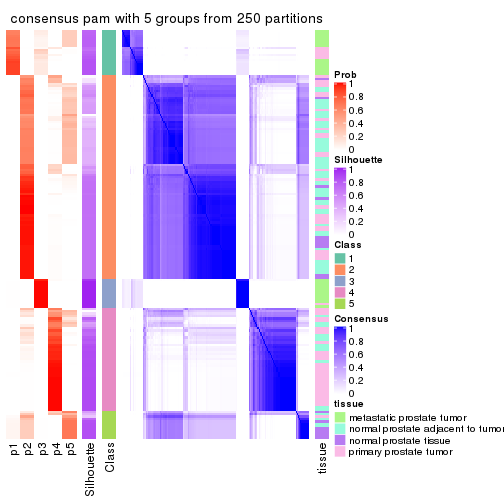 consensus pam with 5 groups from 250 partitions
Prob
1
0.8
0.6
0.4
0.2
0
Silhouette
1
0.8
0.6
0.4
0.2
0
Class
1
2
3
4
5
Consensus
1
0.8
0.6
0.4
0.2
0
tissue
metastatic prostate tumor
normal prostate adjacent to tumor
normal prostate tissue
primary prostate tumor
p1
p2
p3
p4
p5
Silhouette
Class
tissue